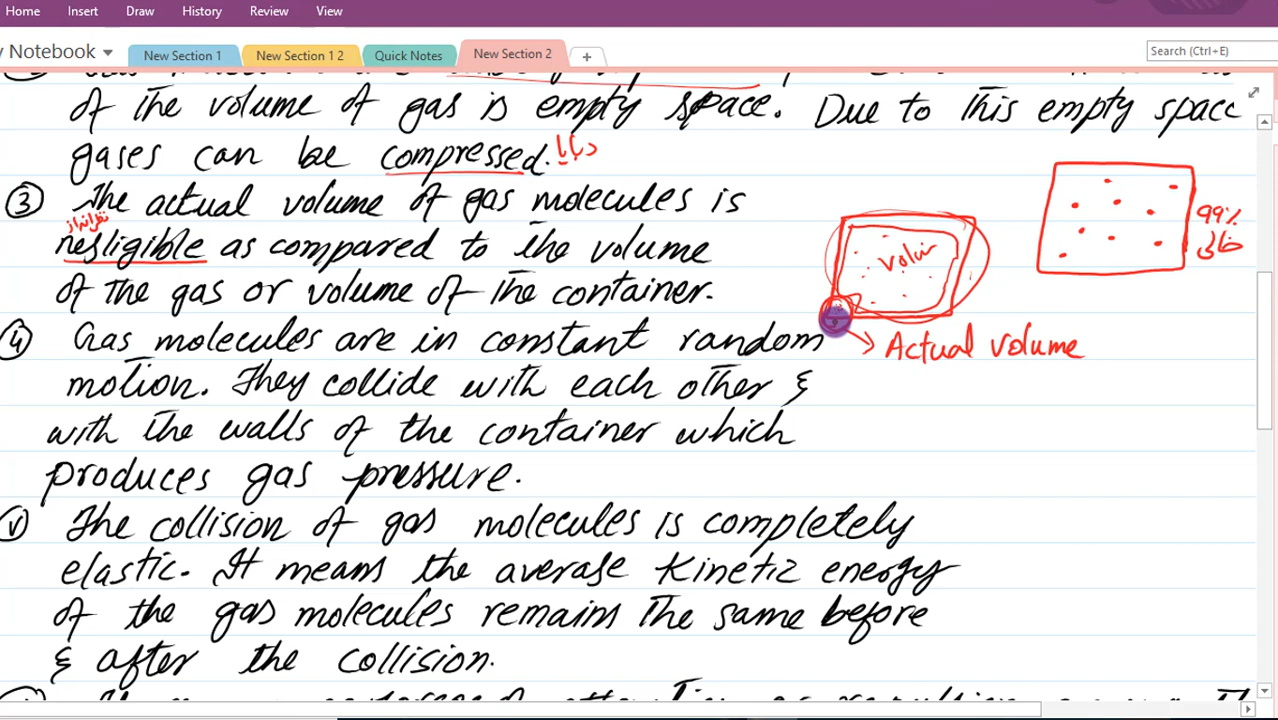 Home Insert Draw History Review View
y Notebook New Section 1 New Section 1 2 Quick Notes New Section 2 + Search (Ctrl+E)
of the volume of gas is empty space. Due to this empty space
gases can be compressed. دبایا
③ The actual volume of gas molecules is
نظرانداز
negligible as compared to the volume
of the gas or volume of the container.
volum
99%
خالی
Actual volume
④ Gas molecules are in constant random
motion. They collide with each other &
with the walls of the container which
produces gas pressure.
Ⓥ The collision of gas molecules is completely
elastic. It means the average Kinetic energy
of the gas molecules remains the same before
& after the collision.